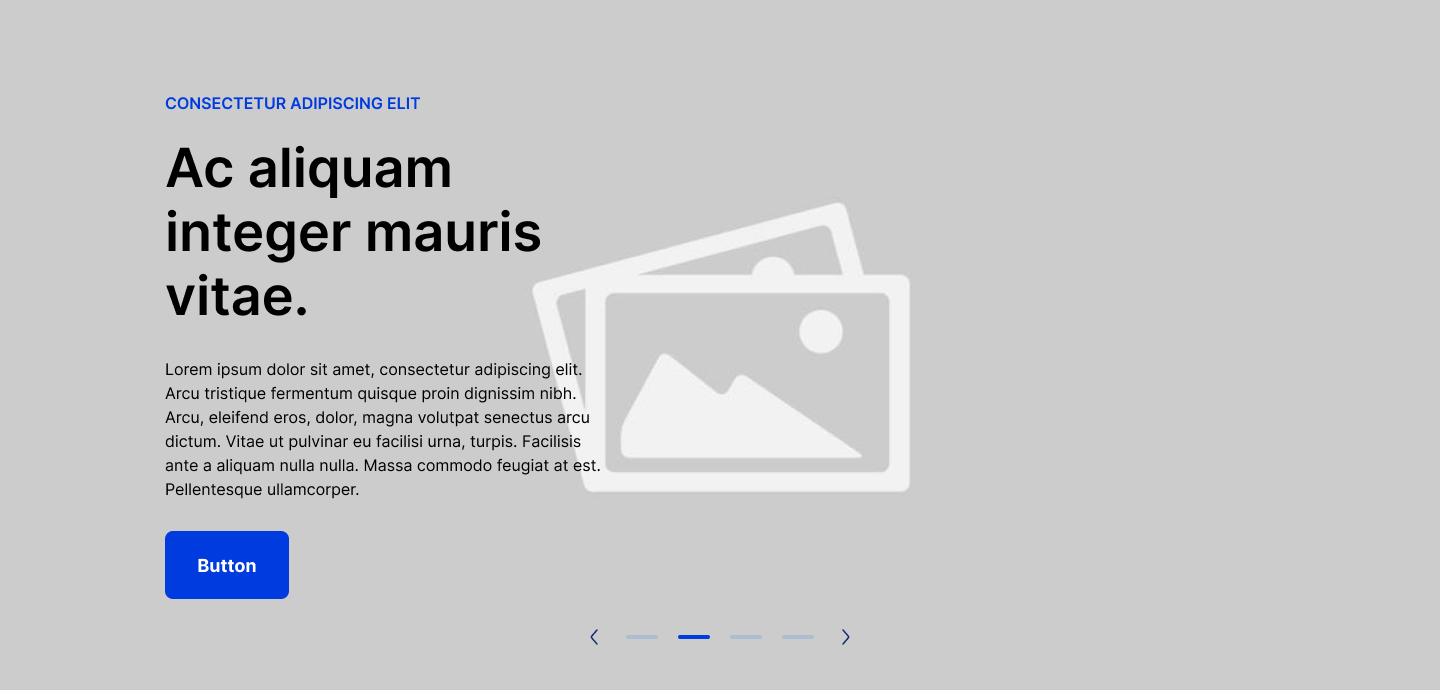 CONSECTETUR ADIPISCING ELIT
Ac aliquam
integer mauris
vitae.
Lorem ipsum dolor sit amet, consectetur adipiscing elit.
Arcu tristique fermentum quisque proin dignissim nibh.
Arcu, eleifend eros, dolor, magna volutpat senectus arcu
dictum. Vitae ut pulvinar eu facilisi urna, turpis. Facilisis
ante a aliquam nulla nulla. Massa commodo feugiat at est.
Pellentesque ullamcorper.
Button